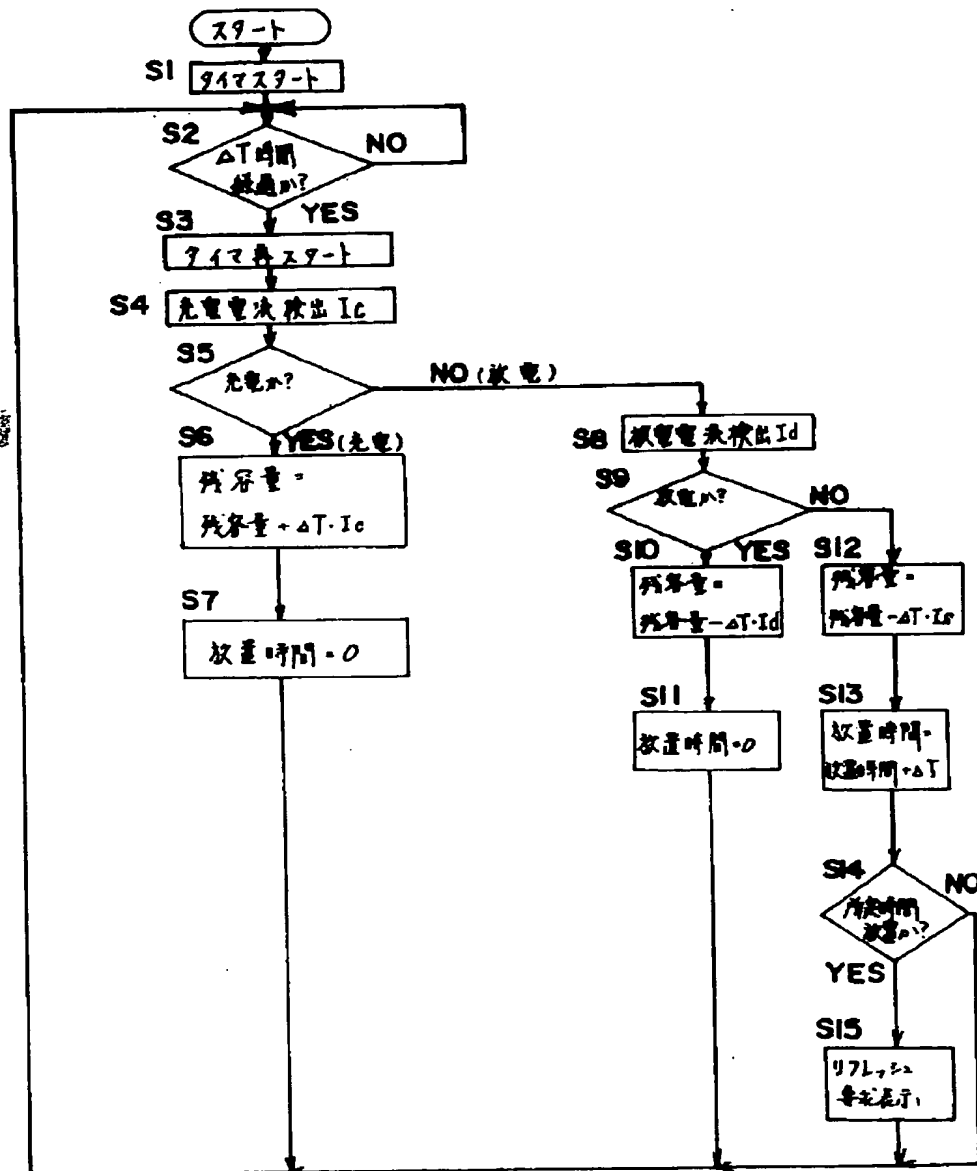 スタート
S1
タイマスタート
S2
ΔT時間
経過か?
NO
YES
S3
タイマ再スタート
S4
充電電流検出Ic
S5
充電か?
NO(放電)
YES(充電)
S6
残容量=
残容量+ΔT·Ic
S7
放置時間=0
S8
放電電流検出Id
S9
放電か?
NO
YES
S10
残容量=
残容量-ΔT·Id
S11
放置時間=0
S12
残容量=
残容量-ΔT·Is
S13
放置時間=
放置時間+ΔT
S14
所定時間
放置か?
NO
YES
S15
リフレッシュ
要求表示